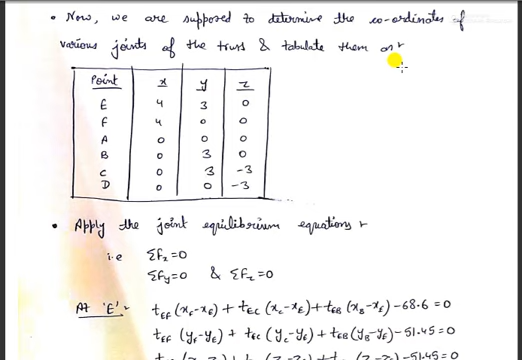 • Now, we are supposed to determine the co-ordinates of
various joints of the truss & tabulate them as:-
Point x y z
E 4 3 0
F 4 0 0
A 0 0 0
B 0 3 0
C 0 3 -3
D 0 0 -3
• Apply the joint equilibrium equations :-
i.e ΣFx=0
ΣFy=0 & ΣFz=0
At 'E' :- tEF (xF-xE) + tEC (xC-xE) + tEB (xB-xE) -68.6 = 0
tEF (yF-yE) + tEC (yC-yE) + tEB (yB-yE) -51.45 = 0